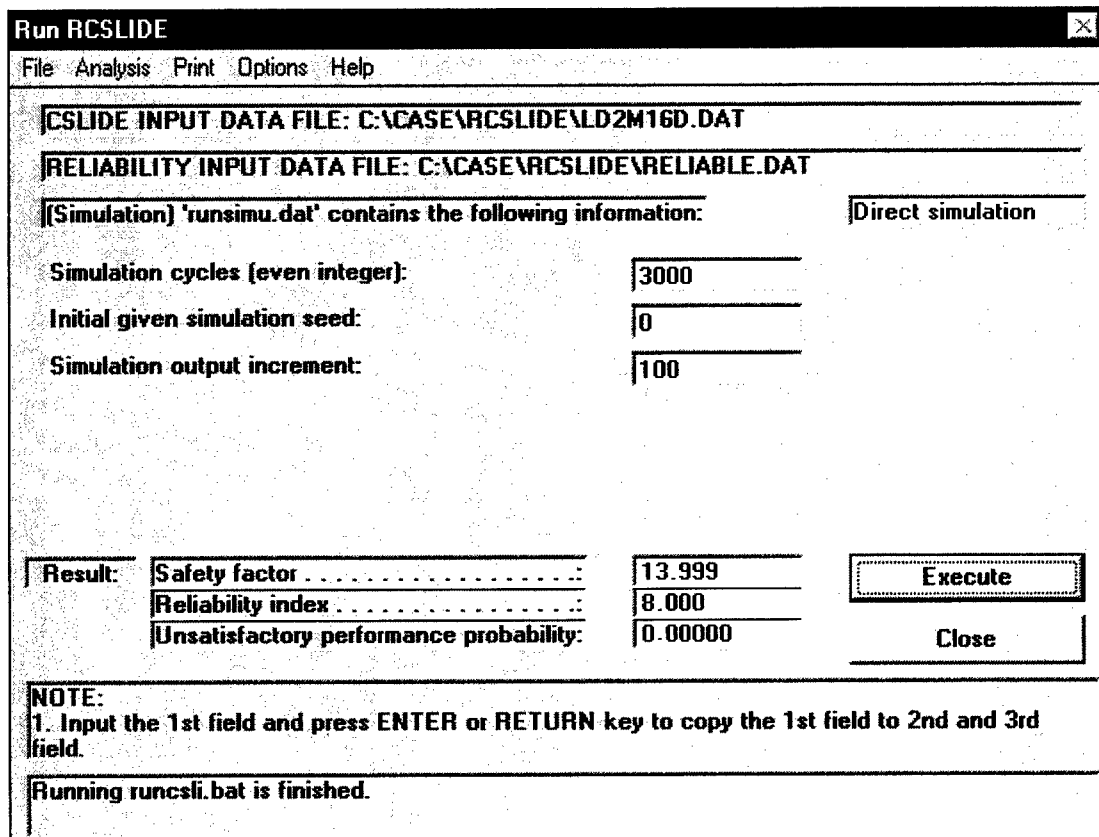 Run RCSLIDE
File Analysis Print Options Help
CSLIDE INPUT DATA FILE: C:\CASE\RCSLIDE\LD2M16D.DAT
RELIABILITY INPUT DATA FILE: C:\CASE\RCSLIDE\RELIABLE.DAT
(Simulation) 'runsimu.dat' contains the following information: Direct simulation
Simulation cycles (even integer): 3000
Initial given simulation seed: 0
Simulation output increment: 100
Result: Safety factor . . . . . . . . . . . . . . . . . . .: 13.999 Execute
Reliability index . . . . . . . . . . . . . . . .: 8.000
Unsatisfactory performance probability: 0.00000 Close
NOTE:
1. Input the 1st field and press ENTER or RETURN key to copy the 1st field to 2nd and 3rd
field.
Running runcsli.bat is finished.